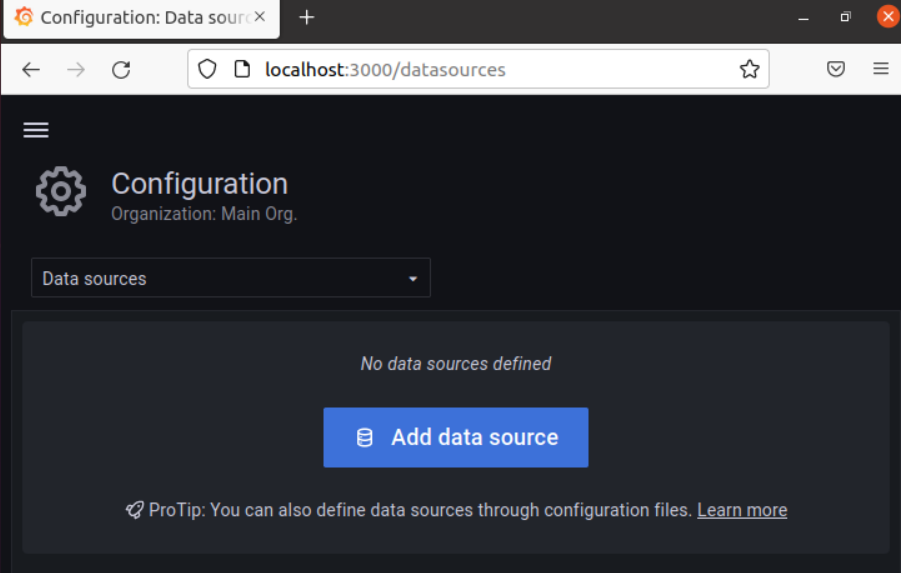 Configuration: Data sourc
localhost:3000/datasources
Configuration
Organization: Main Org.
Data sources
No data sources defined
Add data source
ProTip: You can also define data sources through configuration files. Learn more